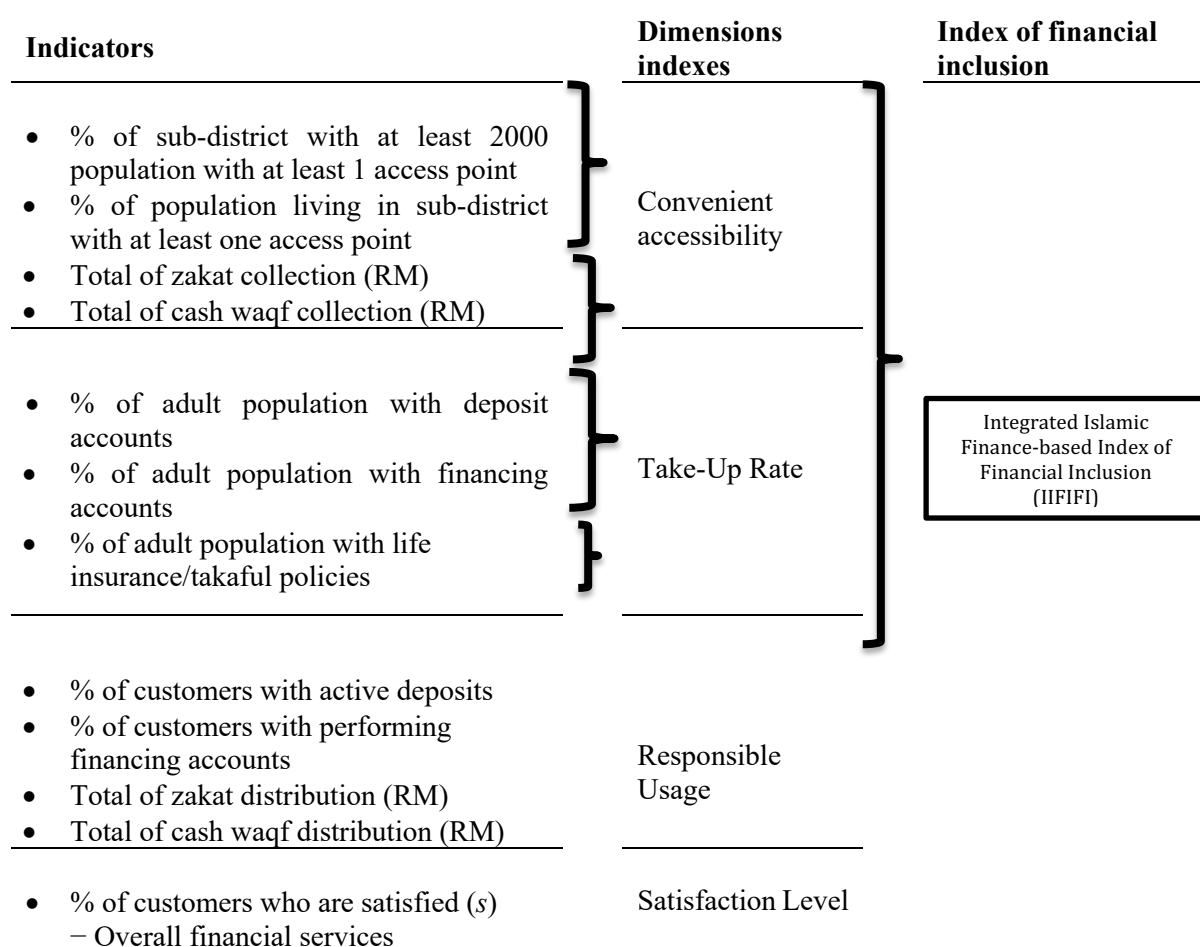 Indicators
Dimensions
indexes
Index of financial
inclusion
• % of sub-district with at least 2000
population with at least 1 access point
• % of population living in sub-district
with at least one access point
• Total of zakat collection (RM)
• Total of cash waqf collection (RM)
Convenient
accessibility
• % of adult population with deposit
accounts
• % of adult population with financing
accounts
• % of adult population with life
insurance/takaful policies
Take-Up Rate
Integrated Islamic
Finance-based Index of
Financial Inclusion
(IIFIFI)
• % of customers with active deposits
• % of customers with performing
financing accounts
• Total of zakat distribution (RM)
• Total of cash waqf distribution (RM)
Responsible
Usage
• % of customers who are satisfied (s)
− Overall financial services
Satisfaction Level